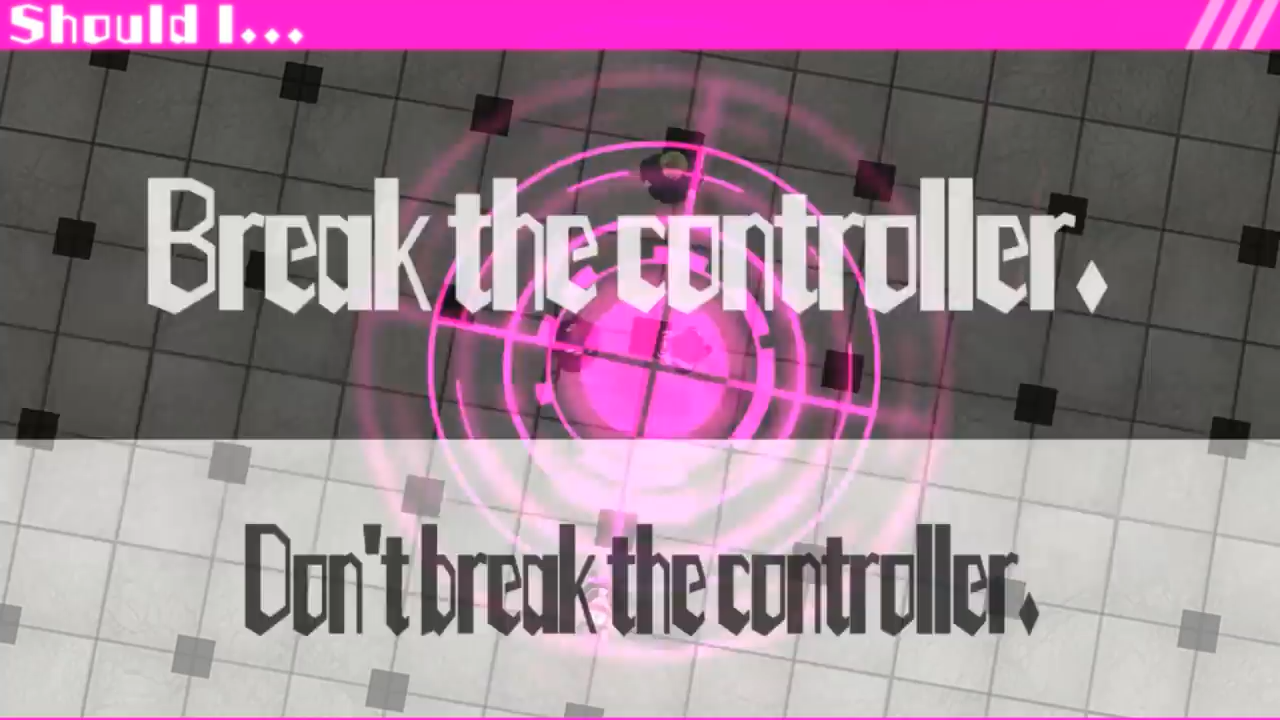 Should I...
Break the controller.
Don't break the controller.